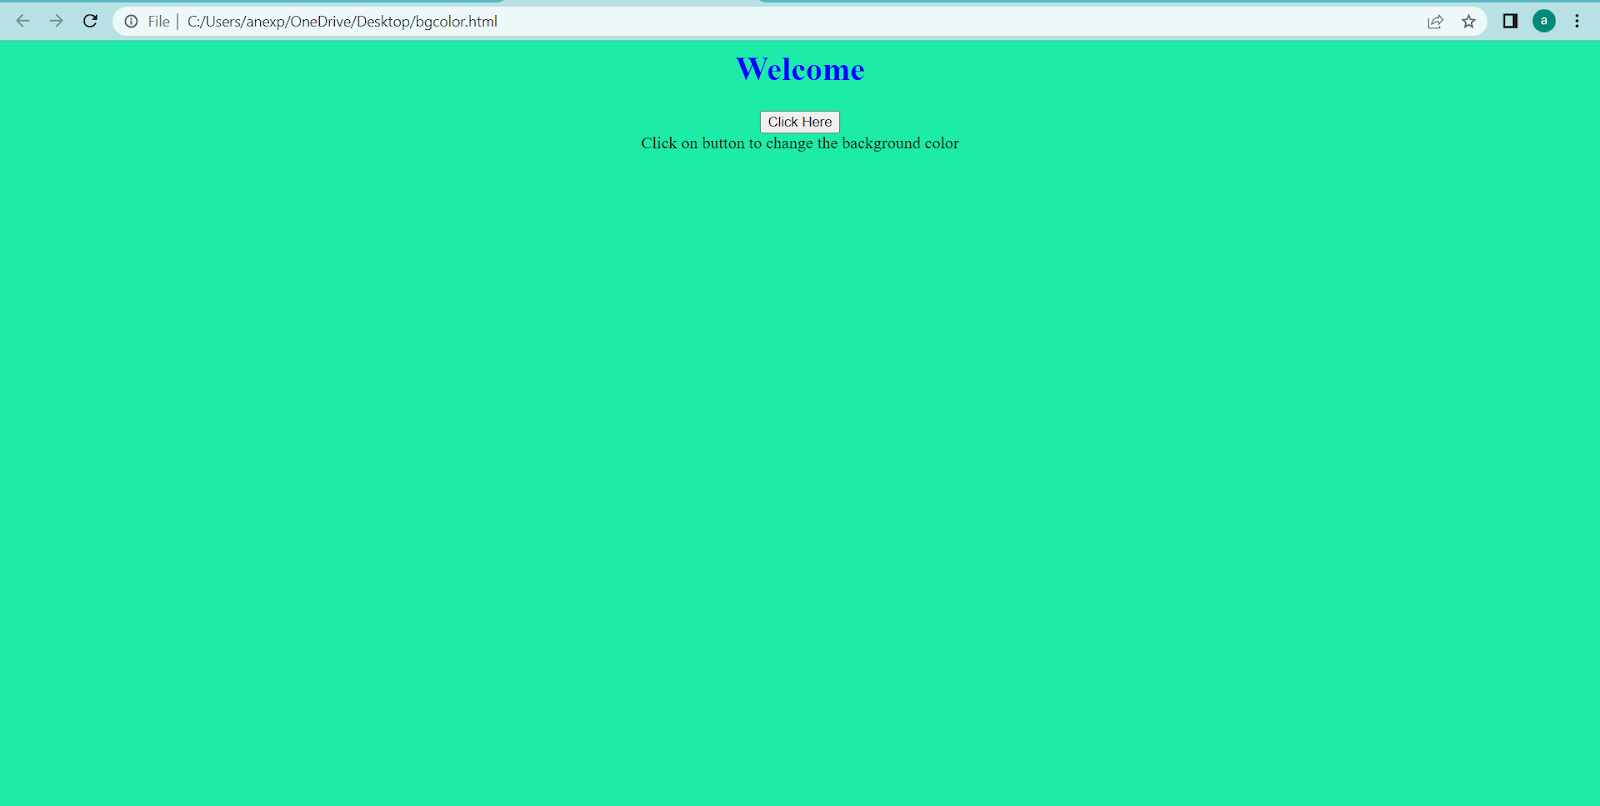 File | C:/Users/anexp/OneDrive/Desktop/bgcolor.html
a
Welcome
Click Here
Click on button to change the background color